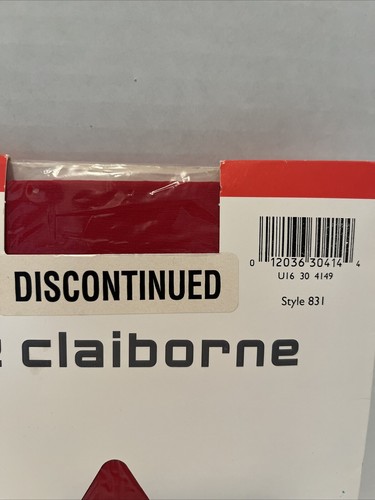 0 12036 30414 4
U16 30 4149
Style 831
DISCONTINUED
claiborne